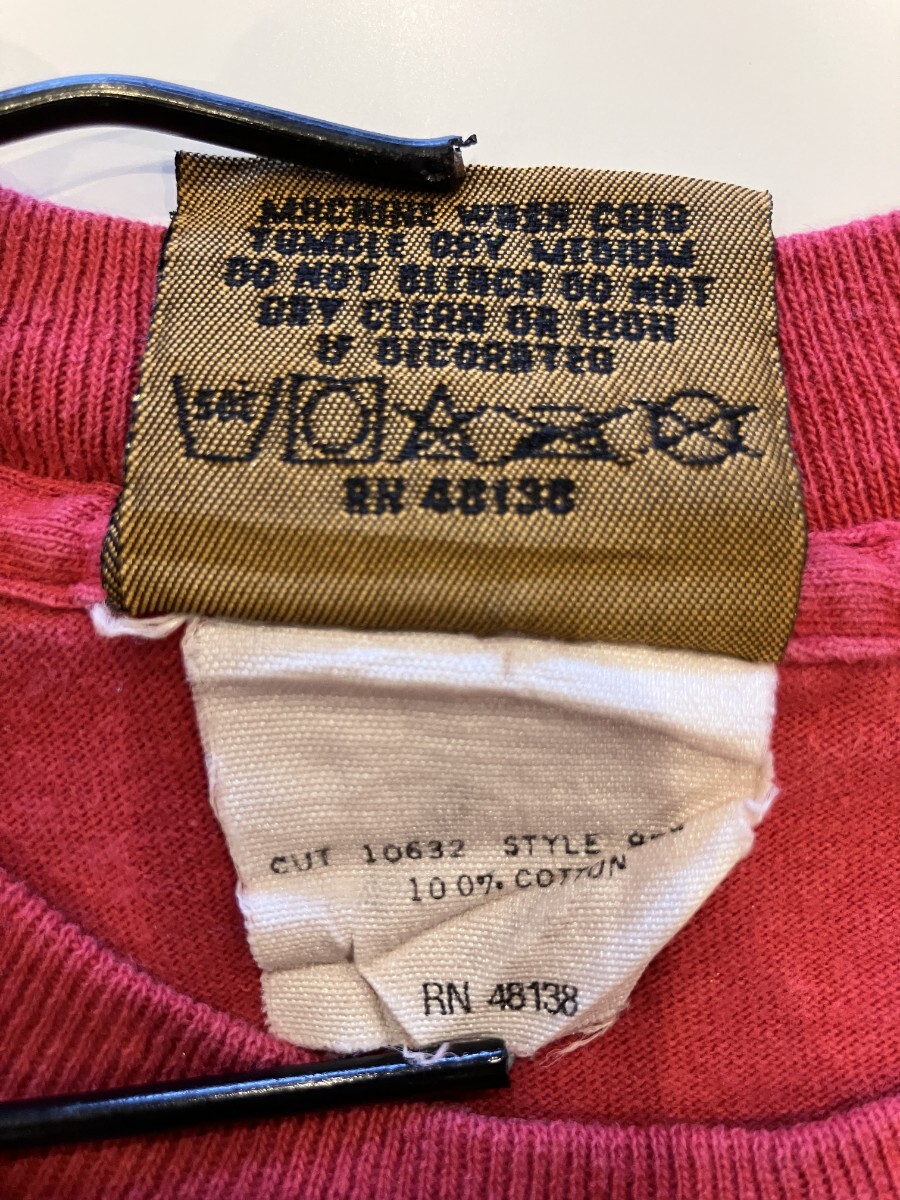 MACHINE WASH COLD
TUMBLE DRY MEDIUM
DO NOT BLEACH DO NOT
DRY CLEAN OR IRON
IF DECORATED
50C
RN 48138
CUT 10632 STYLE
100% COTTON
RN 48138